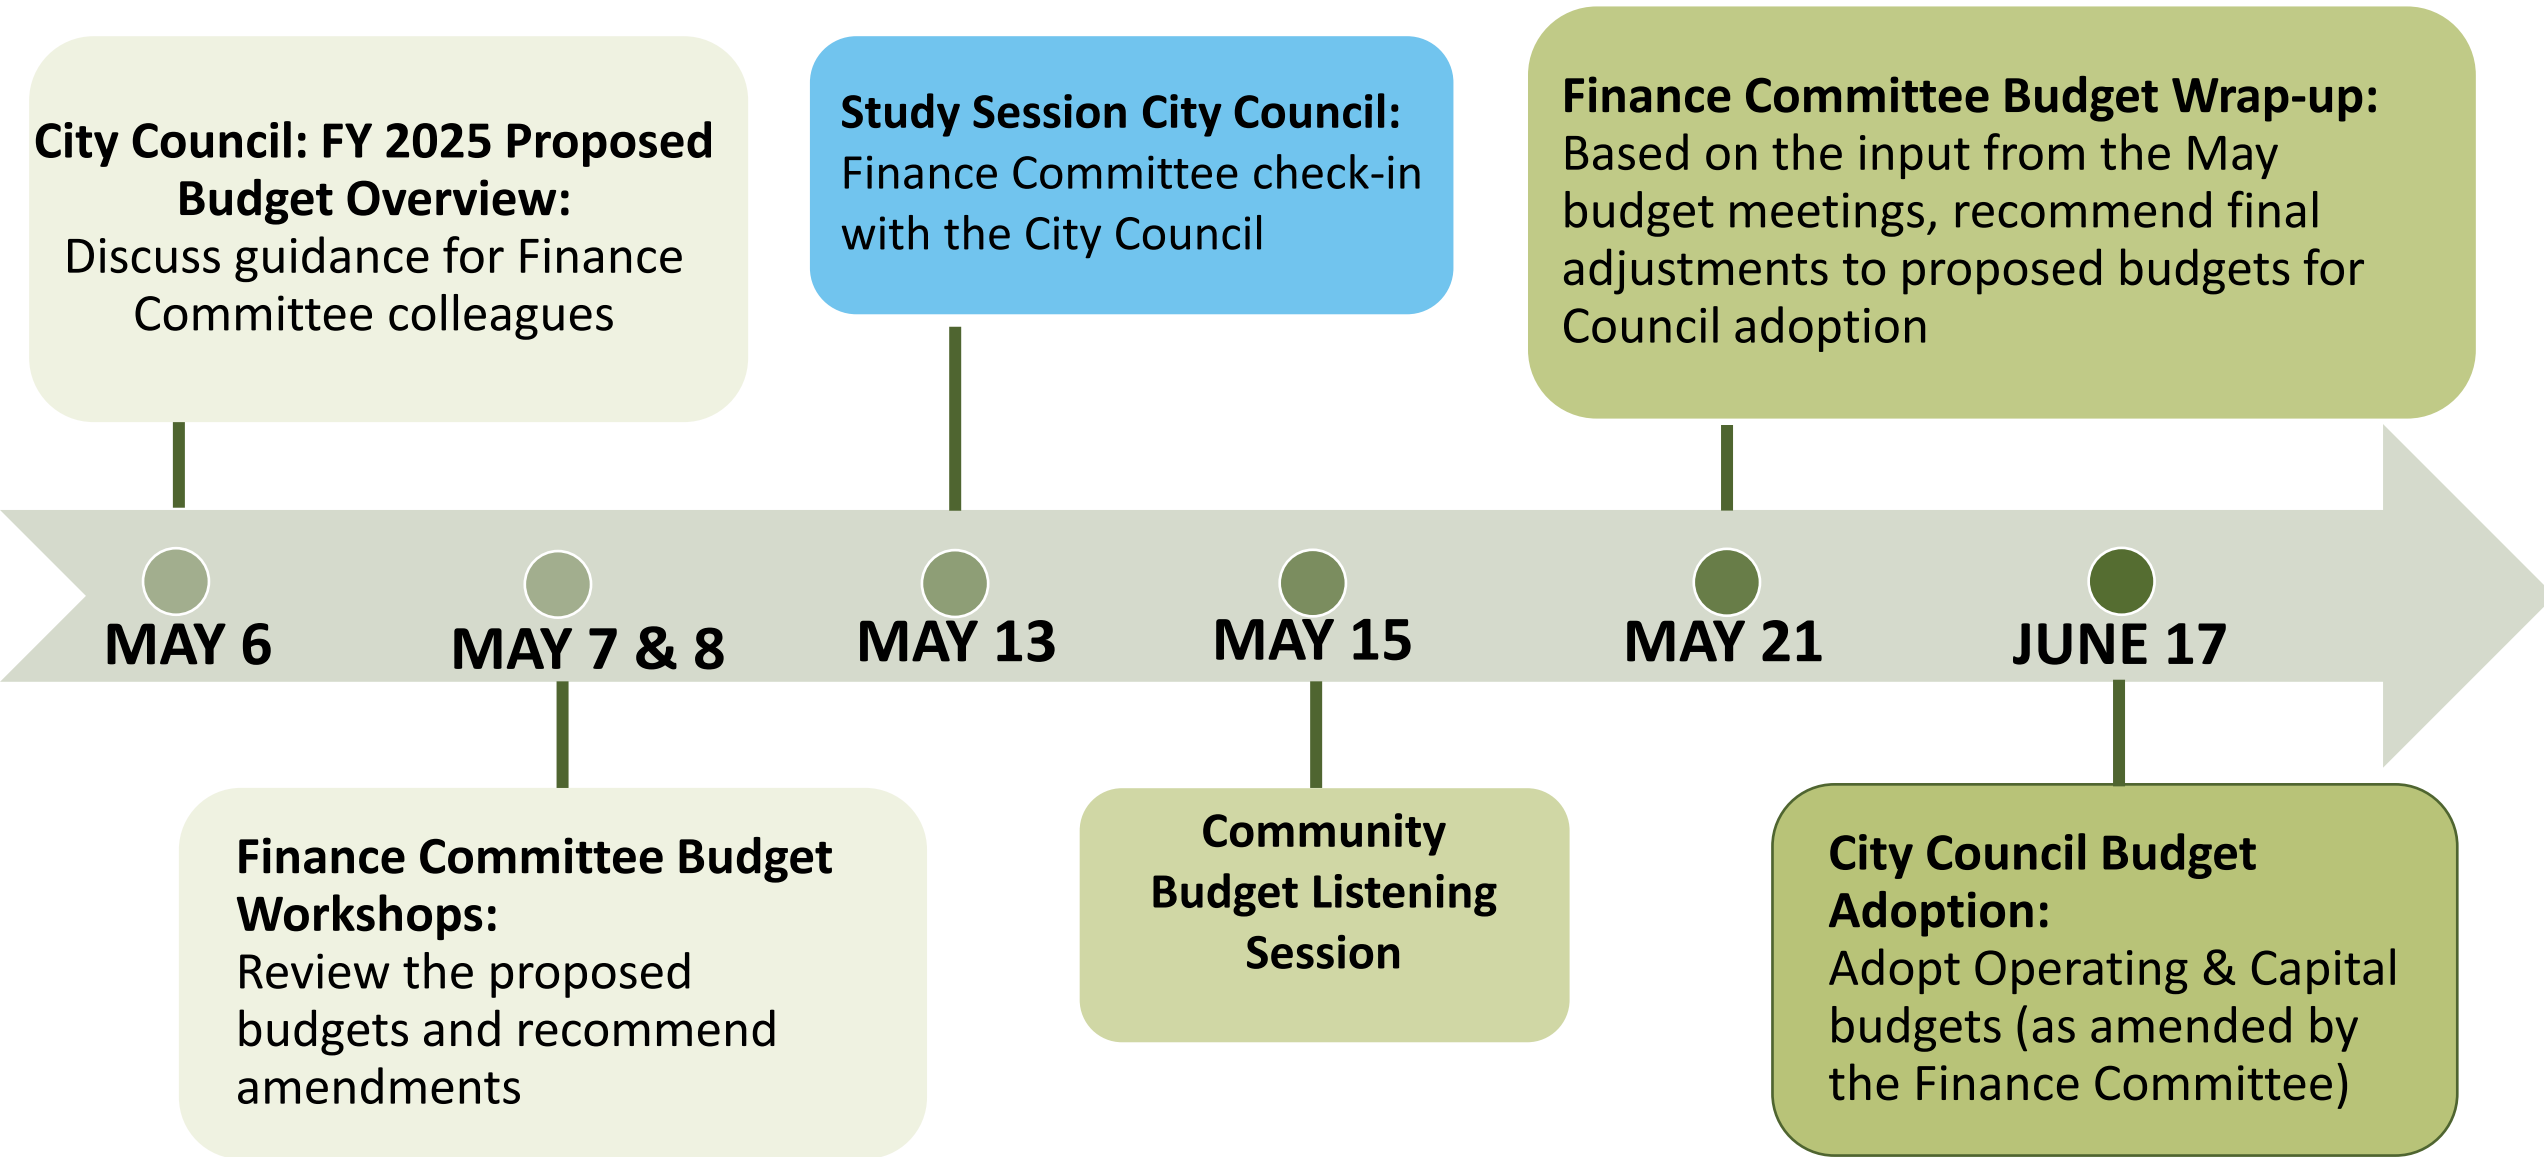 City Council: FY 2025 Proposed
Budget Overview:
Discuss guidance for Finance
Committee colleagues
Study Session City Council:
Finance Committee check-in
with the City Council
Finance Committee Budget Wrap-up:
Based on the input from the May
budget meetings, recommend final
adjustments to proposed budgets for
Council adoption
MAY 6
MAY 7 & 8
MAY 13
MAY 15
MAY 21
JUNE 17
Finance Committee Budget
Workshops:
Review the proposed
budgets and recommend
amendments
Community
Budget Listening
Session
City Council Budget
Adoption:
Adopt Operating & Capital
budgets (as amended by
the Finance Committee)